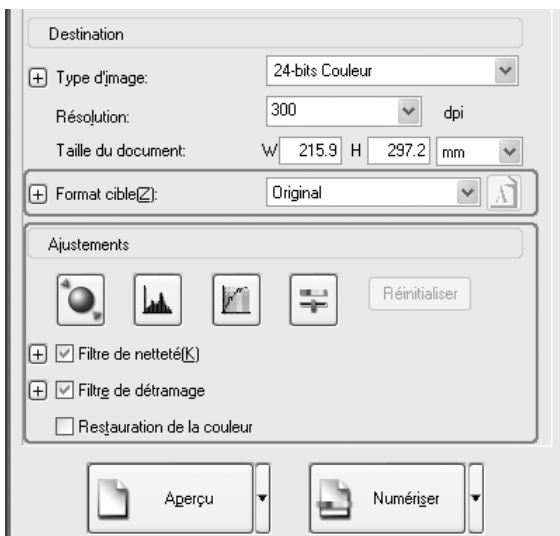 Destination
Type d'image: 24-bits Couleur
Résolution: 300 dpi
Taille du document: W 215.9 H 297.2 mm
Format cible(Z): Original
Ajustements
Réinitialiser
Filtre de netteté(K)
Filtre de détramage
Restauration de la couleur
Aperçu Numériser